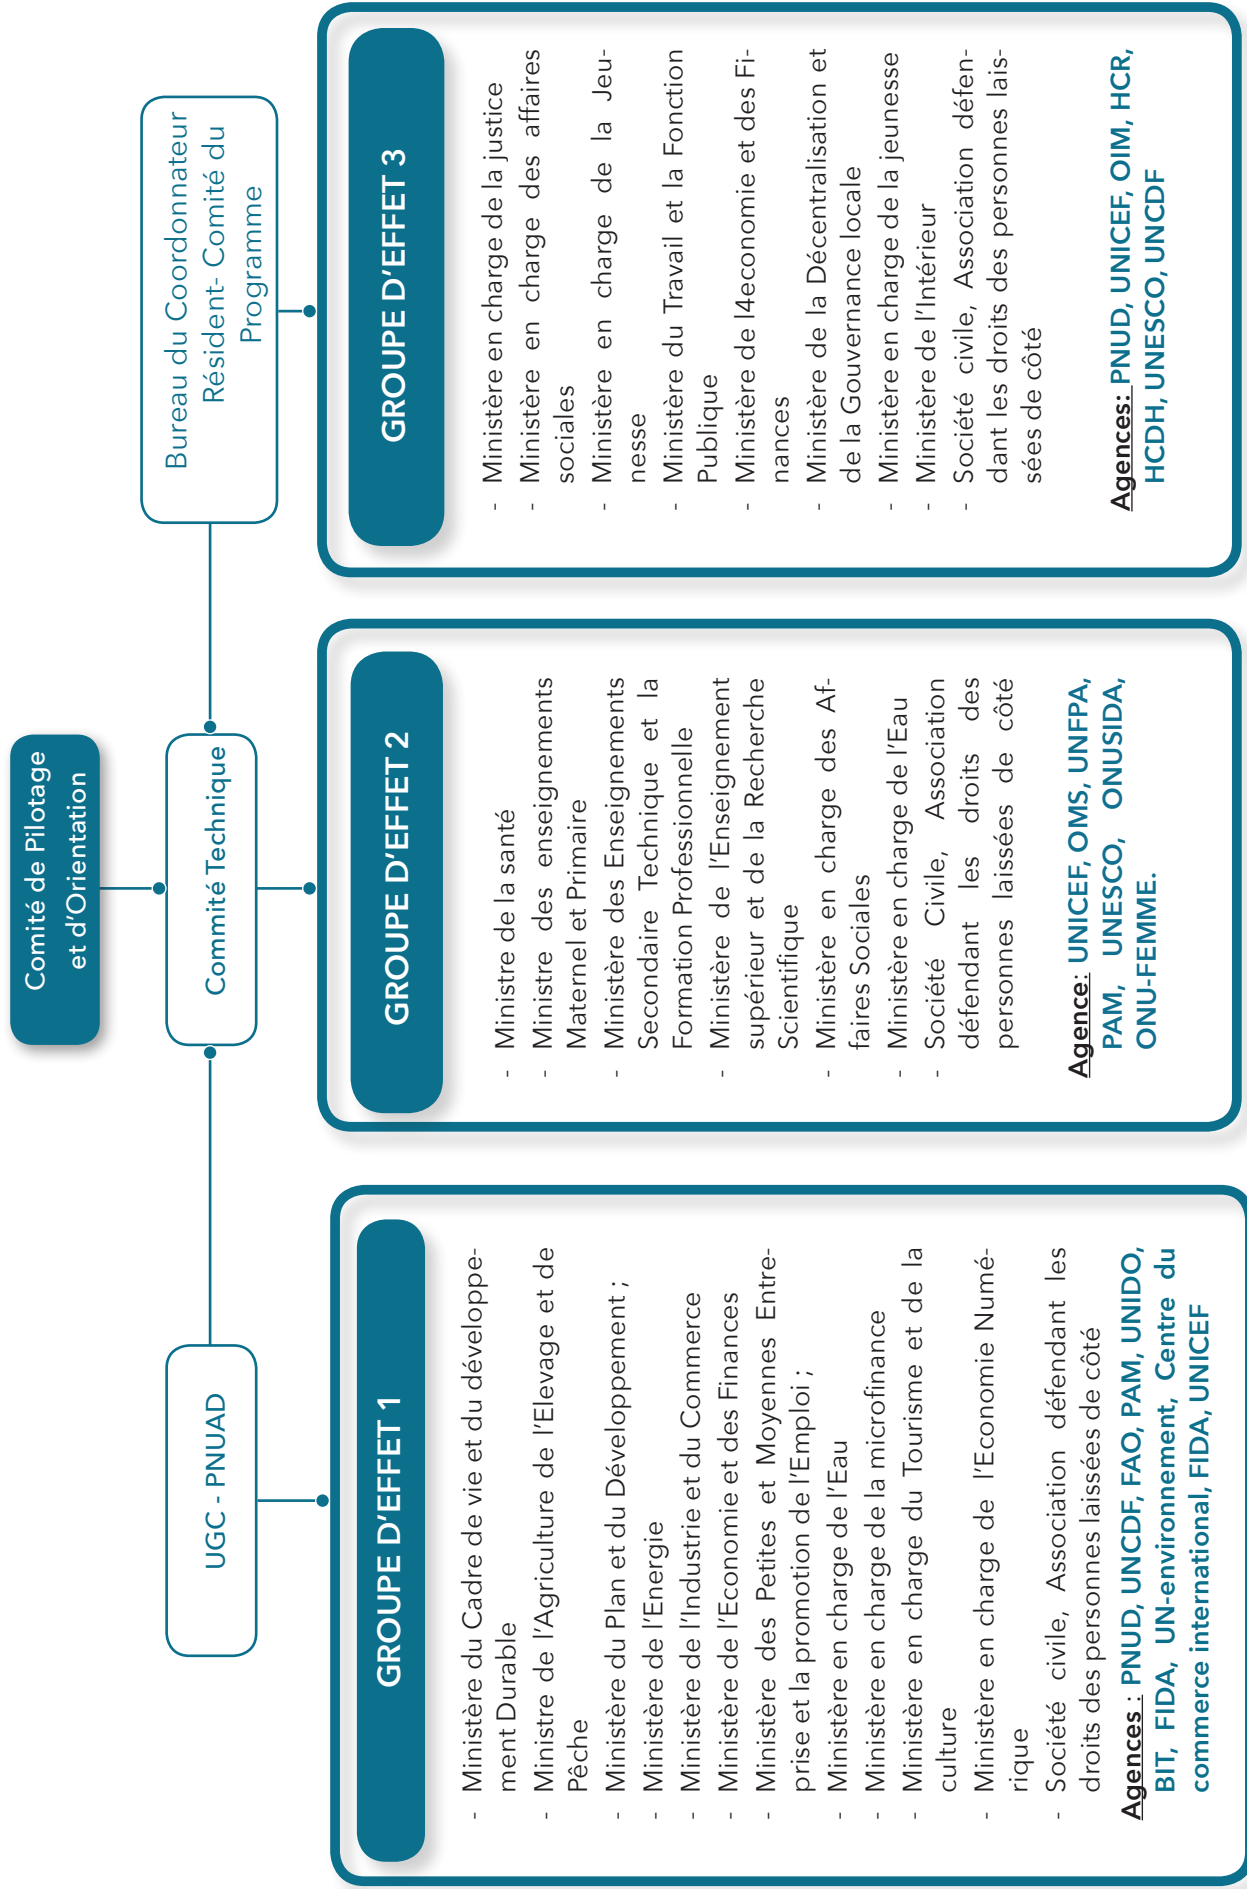 Comité de Pilotage
et d'Orientation
UGC - PNUAD
Commité Technique
Bureau du Coordonnateur
Résident- Comité du
Programme
GROUPE D'EFFET 1
- Ministère du Cadre de vie et du développe-
ment Durable
- Ministre de l'Agriculture de l'Elevage et de
Pêche
- Ministère du Plan et du Développement ;
- Ministère de l'Energie
- Ministère de l'Industrie et du Commerce
- Ministère de l'Economie et des Finances
- Ministère des Petites et Moyennes Entre-
prise et la promotion de l'Emploi ;
- Ministère en charge de l'Eau
- Ministère en charge de la microfinance
- Ministère en charge du Tourisme et de la
culture
- Ministère en charge de l'Economie Numé-
rique
- Société civile, Association défendant les
droits des personnes laissées de côté
Agences : PNUD, UNCDF, FAO, PAM, UNIDO,
BIT, FIDA, UN-environnement, Centre du
commerce international, FIDA, UNICEF
GROUPE D'EFFET 2
- Ministre de la santé
- Ministre des enseignements
Maternel et Primaire
- Ministère des Enseignements
Secondaire Technique et la
Formation Professionnelle
- Ministère de l'Enseignement
supérieur et de la Recherche
Scientifique
- Ministère en charge des Af-
faires Sociales
- Ministère en charge de l'Eau
- Société Civile, Association
défendant les droits des
personnes laissées de côté
Agence: UNICEF, OMS, UNFPA,
PAM, UNESCO, ONUSIDA,
ONU-FEMME.
GROUPE D'EFFET 3
- Ministère en charge de la justice
- Ministère en charge des affaires
sociales
- Ministère en charge de la Jeu-
nesse
- Ministère du Travail et la Fonction
Publique
- Ministère de l4economie et des Fi-
nances
- Ministère de la Décentralisation et
de la Gouvernance locale
- Ministère en charge de la jeunesse
- Ministère de l'Intérieur
- Société civile, Association défen-
dant les droits des personnes lais-
sées de côté
Agences: PNUD, UNICEF, OIM, HCR,
HCDH, UNESCO, UNCDF